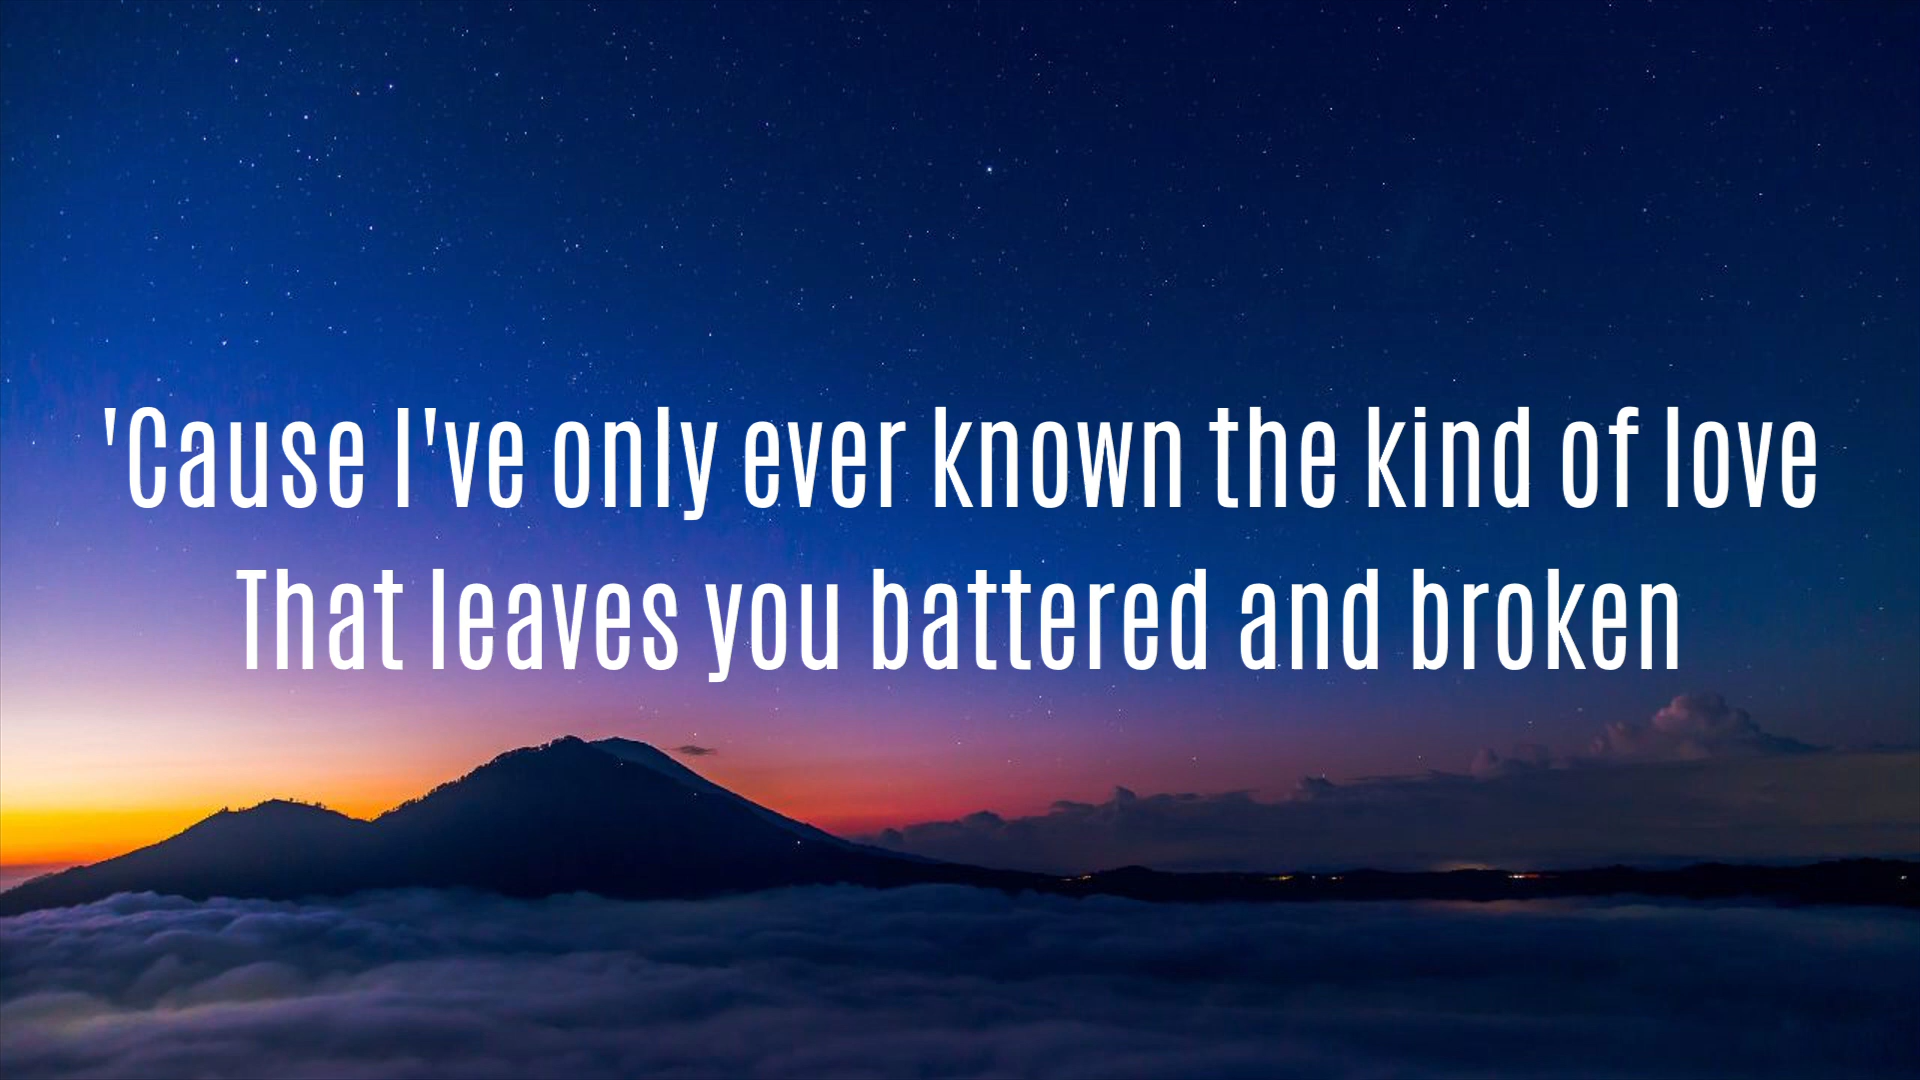 'Cause I've only ever known the kind of love
That leaves you battered and broken